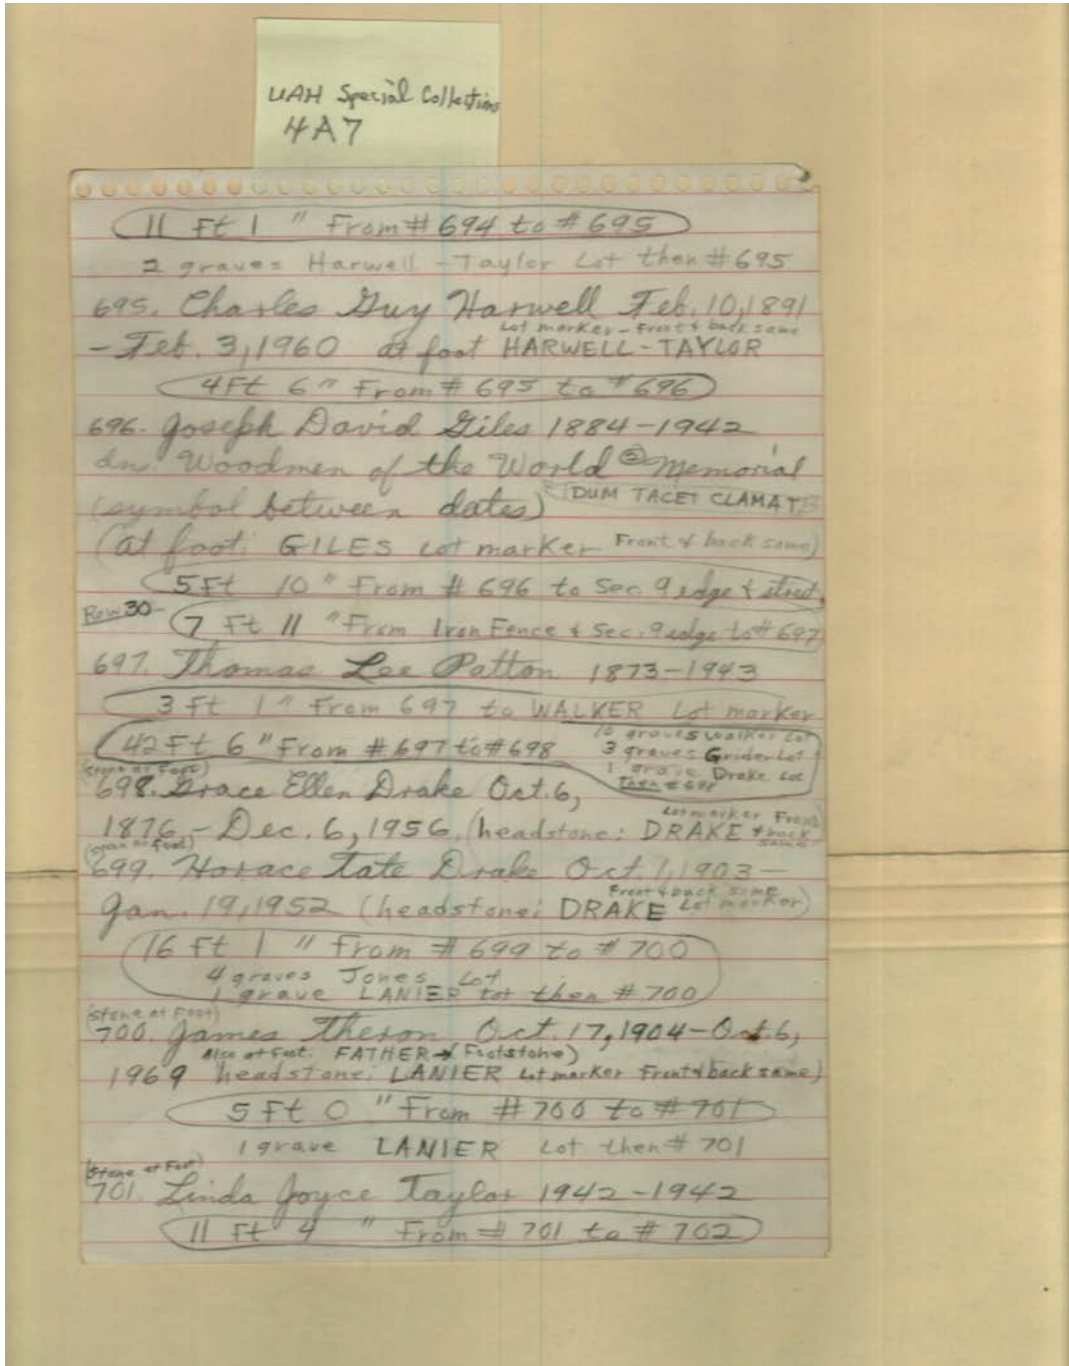 UAH Special Collections
4A7
11 Ft 1 " From # 694 to # 695
2 graves Harwell - Taylor Lot then # 695
695. Charles Guy Harwell Feb. 10, 1891
Lot marker - Front & back same
- Feb. 3, 1960 at foot HARWELL - TAYLOR
4 Ft 6 " From # 695 to # 696
696. Joseph David Giles 1884 - 1942
dn. Woodmen of the World Memorial
(symbol between dates) DUM TACET CLAMAT
(at foot: GILES Lot marker Front & back same)
5 Ft 10 " From # 696 to Sec. 9 edge & street.
Row 30 -
7 Ft 11 " From Iron Fence & Sec. 9 edge to # 697
697. Thomas Lee Patton 1873 - 1943
3 Ft 1 " From 697 to WALKER Lot marker
42 Ft 6 " From # 697 to # 698
10 graves Walker Lot
3 graves Grider Lot
1 grave Drake Lot
then # 698
(stone at Foot)
698. Grace Ellen Drake Oct. 6,
Lot marker Front
1876 - Dec. 6, 1956 (headstone: DRAKE & back
same)
(stone at foot)
699. Horace Tate Drake Oct. 1, 1903 -
Front & back same
Jan. 19, 1952 (headstone: DRAKE Lot marker)
16 Ft 1 " From # 699 to # 700
4 graves Jones Lot
1 grave LANIER Lot then # 700
(stone at Foot)
700. James Theron Oct. 17, 1904 - Oct. 6,
Also at Foot: FATHER → (Footstone)
1969 headstone: LANIER Lot marker Front & back same)
5 Ft 0 " From # 700 to # 701
1 grave LANIER Lot then # 701
(Stone at Foot)
701. Linda Joyce Taylor 1942 - 1942
11 Ft 4 " From # 701 to # 702